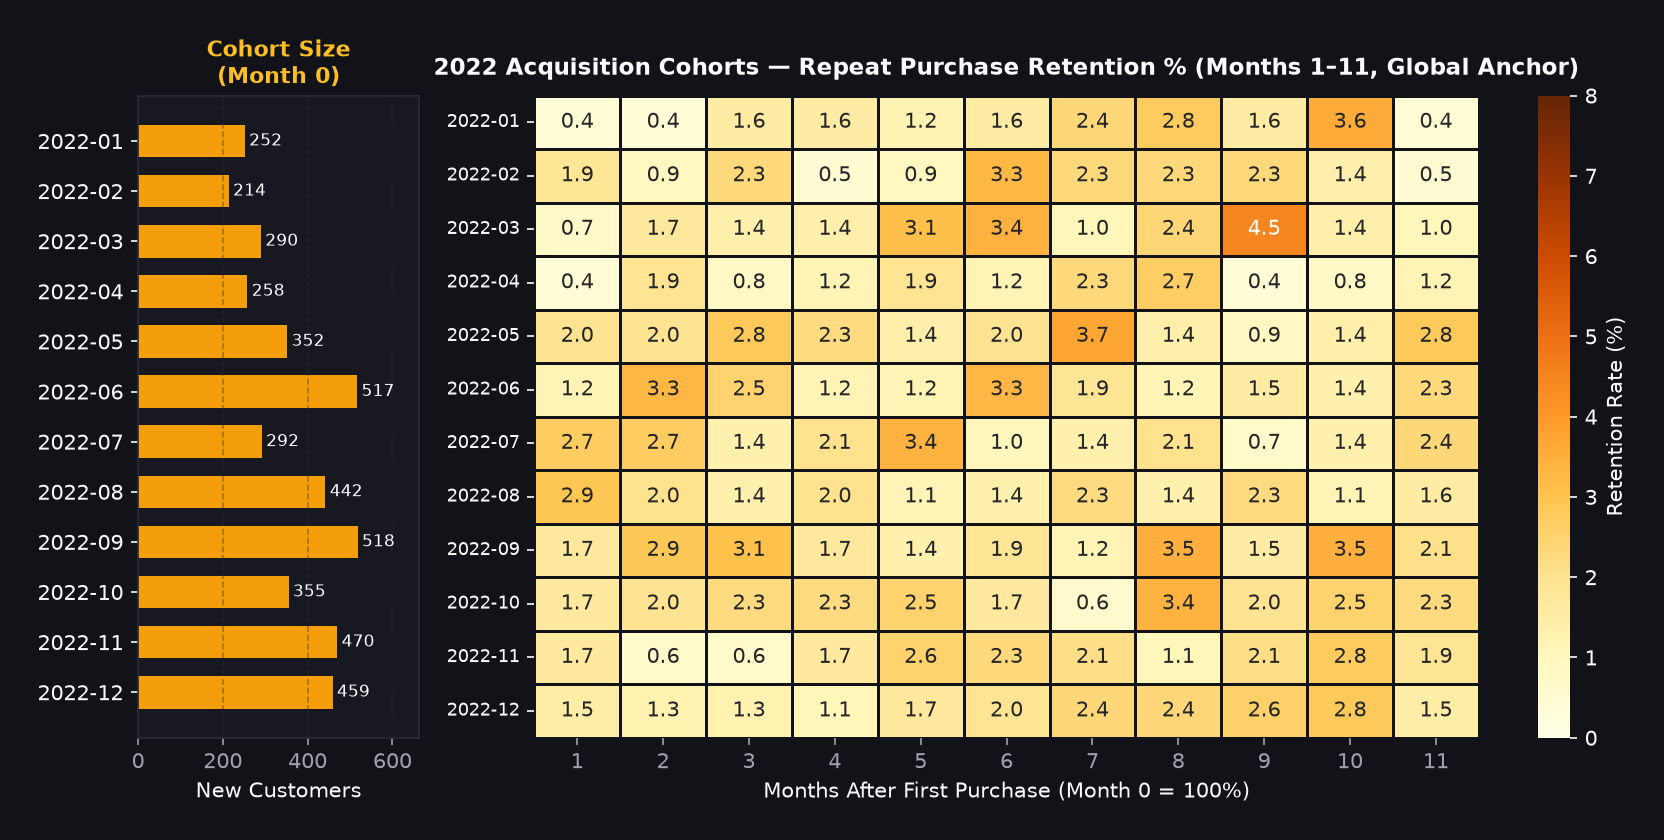 Cohort Size
(Month 0)
2022-01 252
2022-02 214
2022-03 290
2022-04 258
2022-05 352
2022-06 517
2022-07 292
2022-08 442
2022-09 518
2022-10 355
2022-11 470
2022-12 459
0 200 400 600
New Customers
2022 Acquisition Cohorts — Repeat Purchase Retention % (Months 1–11, Global Anchor)
2022-01 0.4 0.4 1.6 1.6 1.2 1.6 2.4 2.8 1.6 3.6 0.4
2022-02 1.9 0.9 2.3 0.5 0.9 3.3 2.3 2.3 2.3 1.4 0.5
2022-03 0.7 1.7 1.4 1.4 3.1 3.4 1.0 2.4 4.5 1.4 1.0
2022-04 0.4 1.9 0.8 1.2 1.9 1.2 2.3 2.7 0.4 0.8 1.2
2022-05 2.0 2.0 2.8 2.3 1.4 2.0 3.7 1.4 0.9 1.4 2.8
2022-06 1.2 3.3 2.5 1.2 1.2 3.3 1.9 1.2 1.5 1.4 2.3
2022-07 2.7 2.7 1.4 2.1 3.4 1.0 1.4 2.1 0.7 1.4 2.4
2022-08 2.9 2.0 1.4 2.0 1.1 1.4 2.3 1.4 2.3 1.1 1.6
2022-09 1.7 2.9 3.1 1.7 1.4 1.9 1.2 3.5 1.5 3.5 2.1
2022-10 1.7 2.0 2.3 2.3 2.5 1.7 0.6 3.4 2.0 2.5 2.3
2022-11 1.7 0.6 0.6 1.7 2.6 2.3 2.1 1.1 2.1 2.8 1.9
2022-12 1.5 1.3 1.3 1.1 1.7 2.0 2.4 2.4 2.6 2.8 1.5
1 2 3 4 5 6 7 8 9 10 11
Months After First Purchase (Month 0 = 100%)
8
7
6
5
4
3
2
1
0
Retention Rate (%)